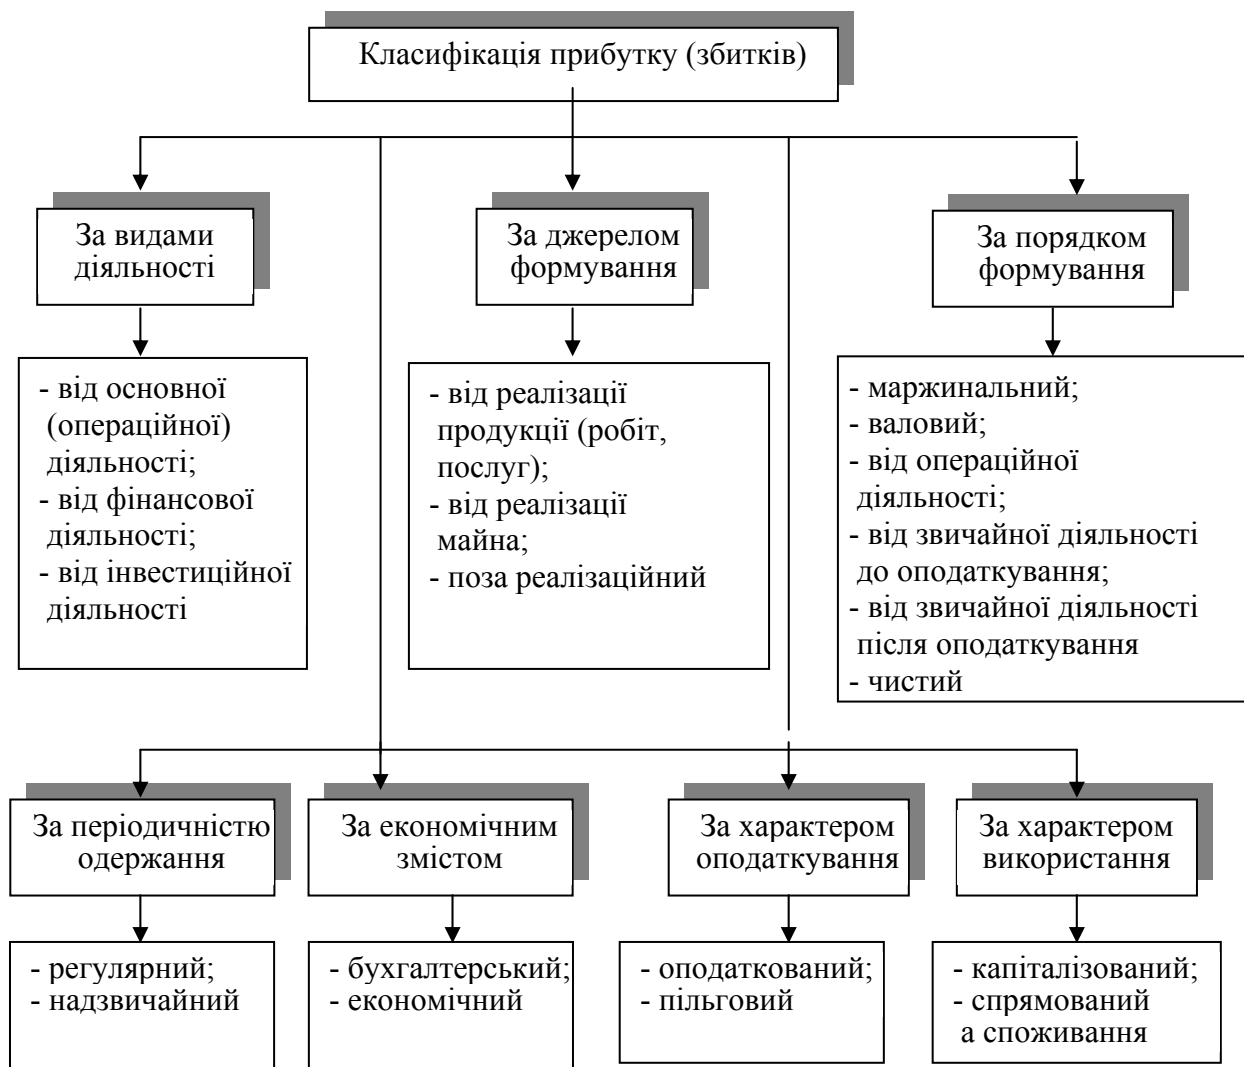 Класифікація прибутку (збитків)
За видами
діяльності
За джерелом
формування
За порядком
формування
- від основної
(операційної)
діяльності;
- від фінансової
діяльності;
- від інвестиційної
діяльності
- від реалізації
продукції (робіт,
послуг);
- від реалізації
майна;
- поза реалізаційний
- маржинальний;
- валовий;
- від операційної
діяльності;
- від звичайної діяльності
до оподаткування;
- від звичайної діяльності
після оподаткування
- чистий
За періодичністю
одержання
За економічним
змістом
За характером
оподаткування
За характером
використання
- регулярний;
- надзвичайний
- бухгалтерський;
- економічний
- оподаткований;
- пільговий
- капіталізований;
- спрямований
а споживання